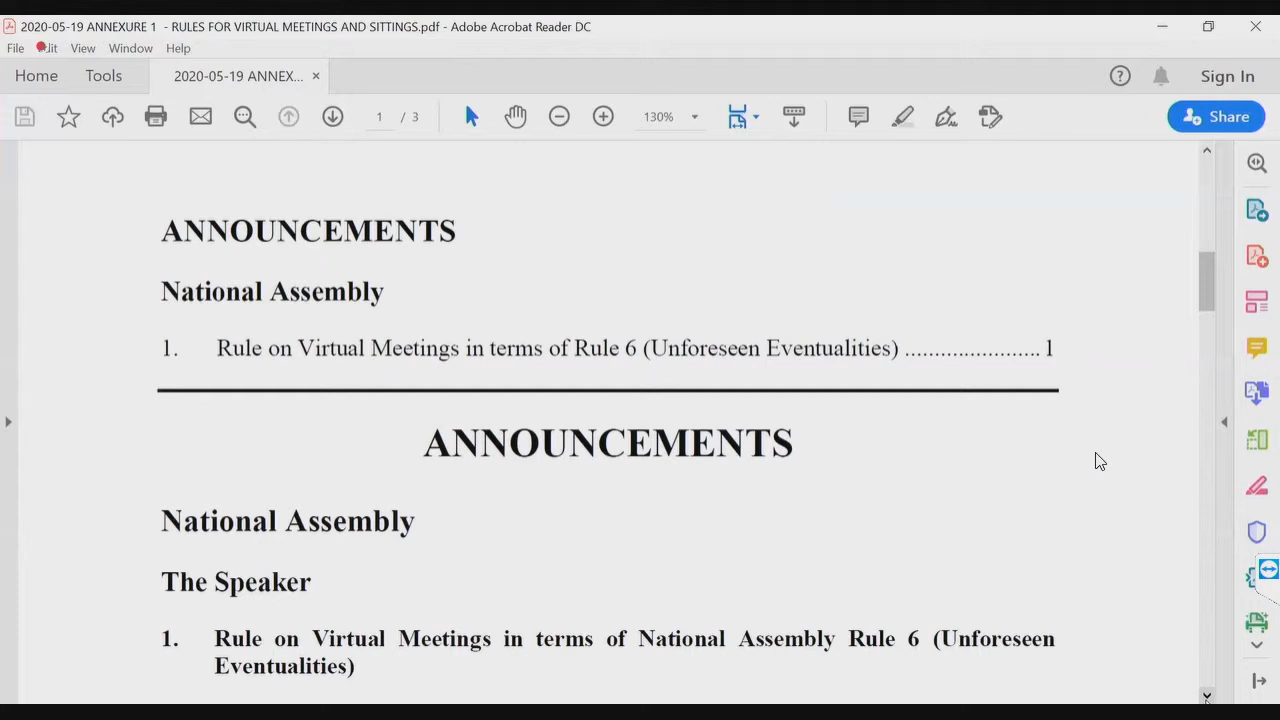 2020-05-19 ANNEXURE 1 - RULES FOR VIRTUAL MEETINGS AND SITTINGS.pdf - Adobe Acrobat Reader DC
File Edit View Window Help
Home Tools 2020-05-19 ANNEX... × Sign In
1 / 3 130% Share
ANNOUNCEMENTS
National Assembly
1. Rule on Virtual Meetings in terms of Rule 6 (Unforeseen Eventualities) ....................... 1
ANNOUNCEMENTS
National Assembly
The Speaker
1. Rule on Virtual Meetings in terms of National Assembly Rule 6 (Unforeseen
Eventualities)